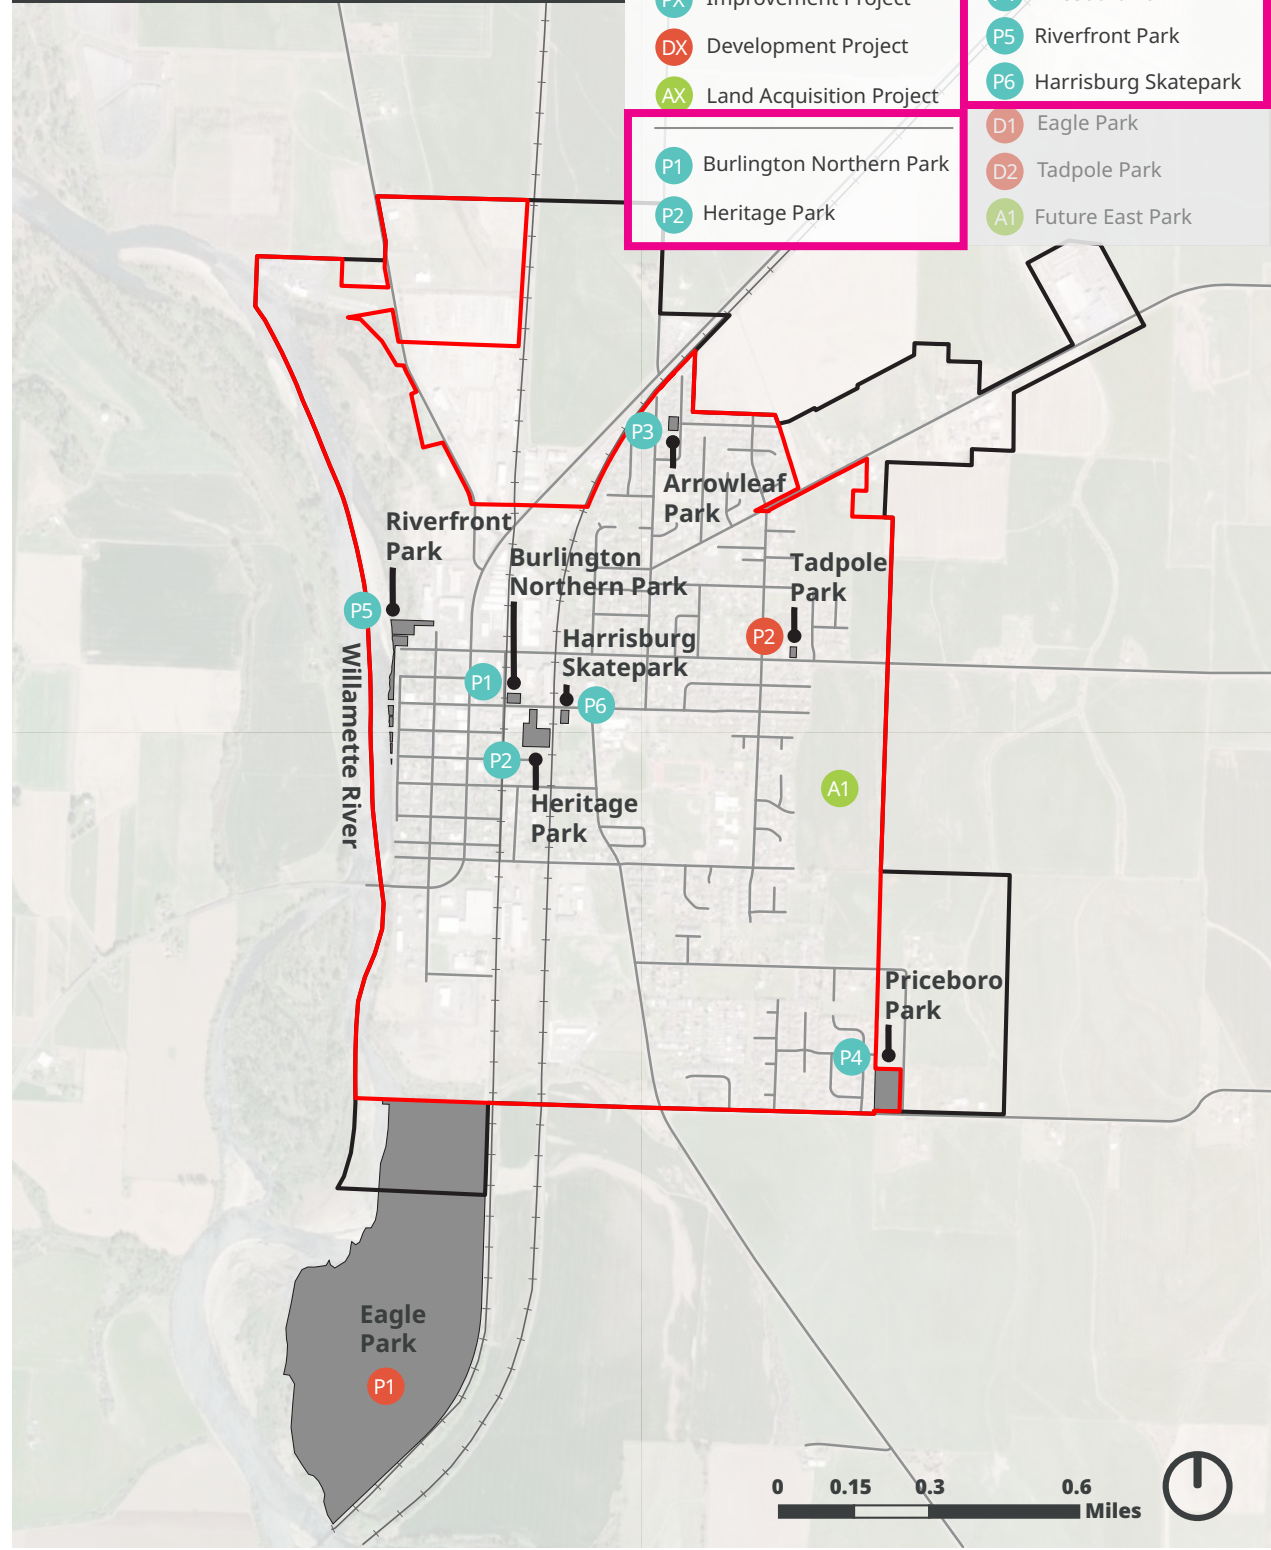 PX Improvement Project
DX Development Project
AX Land Acquisition Project
P1 Burlington Northern Park
P2 Heritage Park
P5 Riverfront Park
P6 Harrisburg Skatepark
D1 Eagle Park
D2 Tadpole Park
A1 Future East Park
P3
Arrowleaf
Park
Riverfront
Park
P5
Burlington
Northern Park
Tadpole
Park
P2
Harrisburg
Skatepark
P1
P6
Willamette River
P2
Heritage
Park
A1
Priceboro
Park
P4
Eagle
Park
P1
0 0.15 0.3 0.6
Miles